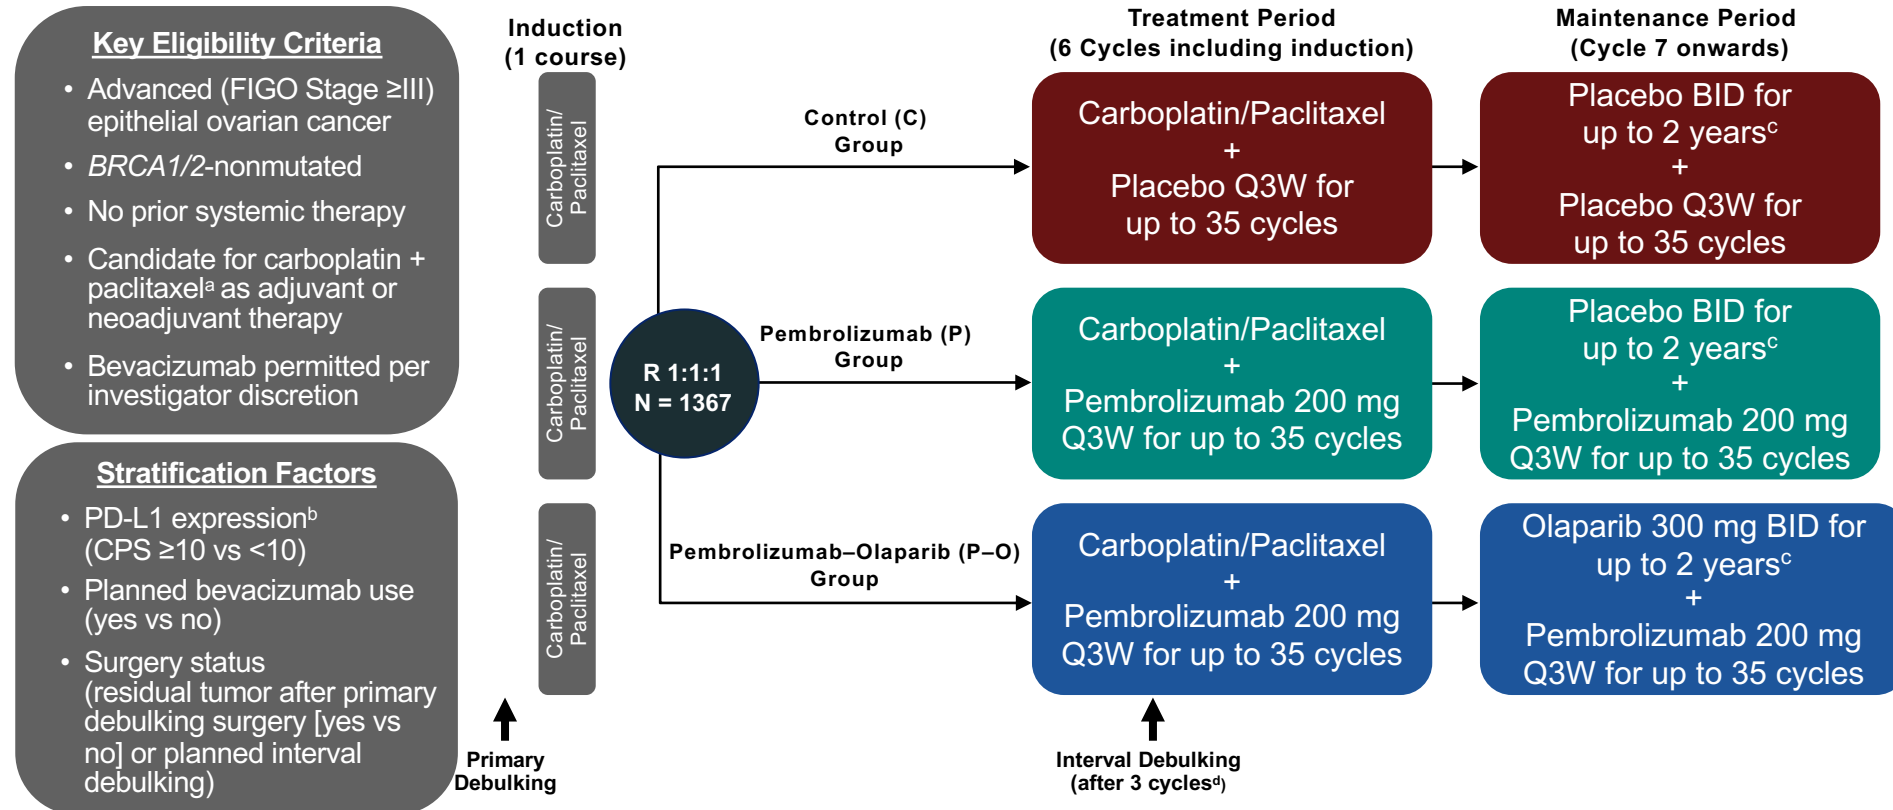 Key Eligibility Criteria
• Advanced (FIGO Stage ≥III)
epithelial ovarian cancer
• BRCA1/2-nonmutated
• No prior systemic therapy
• Candidate for carboplatin +
paclitaxelᵃ as adjuvant or
neoadjuvant therapy
• Bevacizumab permitted per
investigator discretion
Stratification Factors
• PD-L1 expressionᵇ
(CPS ≥10 vs <10)
• Planned bevacizumab use
(yes vs no)
• Surgery status
(residual tumor after primary
debulking surgery [yes vs
no] or planned interval
debulking)
Induction
(1 course)
Carboplatin/
Paclitaxel
Carboplatin/
Paclitaxel
Carboplatin/
Paclitaxel
Primary
Debulking
R 1:1:1
N = 1367
Control (C)
Group
Pembrolizumab (P)
Group
Pembrolizumab–Olaparib (P–O)
Group
Treatment Period
(6 Cycles including induction)
Carboplatin/Paclitaxel
+
Placebo Q3W for
up to 35 cycles
Carboplatin/Paclitaxel
+
Pembrolizumab 200 mg
Q3W for up to 35 cycles
Carboplatin/Paclitaxel
+
Pembrolizumab 200 mg
Q3W for up to 35 cycles
Interval Debulking
(after 3 cyclesᵈ)
Maintenance Period
(Cycle 7 onwards)
Placebo BID for
up to 2 yearsᶜ
+
Placebo Q3W for
up to 35 cycles
Placebo BID for
up to 2 yearsᶜ
+
Pembrolizumab 200 mg
Q3W for up to 35 cycles
Olaparib 300 mg BID for
up to 2 yearsᶜ
+
Pembrolizumab 200 mg
Q3W for up to 35 cycles